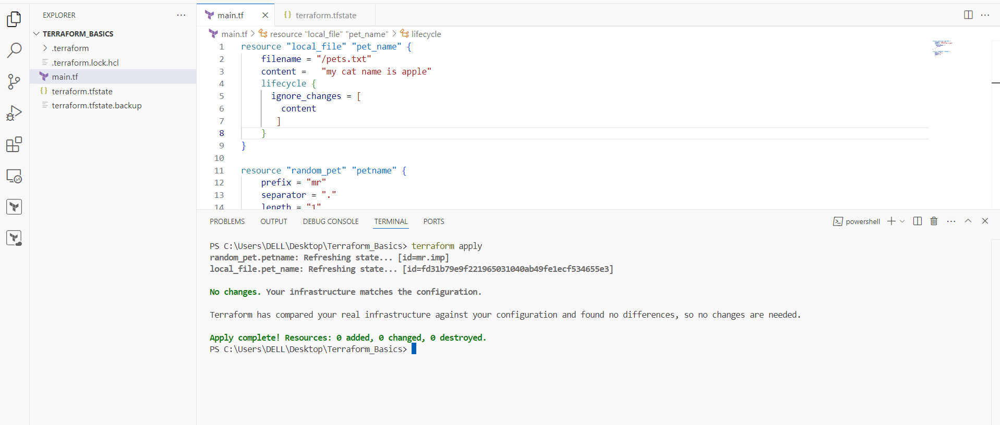 EXPLORER
TERRAFORM_BASICS
.terraform
.terraform.lock.hcl
main.tf
terraform.tfstate
terraform.tfstate.backup
main.tf
terraform.tfstate
main.tf > resource "local_file" "pet_name" > lifecycle
1 resource "local_file" "pet_name" {
2 filename = "/pets.txt"
3 content =   "my cat name is apple"
4 lifecycle {
5 ignore_changes = [
6 content
7 ]
8 }
9 }
10
11 resource "random_pet" "petname" {
12 prefix = "mr"
13 separator = "."
14 length = "1"
PROBLEMS OUTPUT DEBUG CONSOLE TERMINAL PORTS
powershell
PS C:\Users\DELL\Desktop\Terraform_Basics> terraform apply
random_pet.petname: Refreshing state... [id=mr.imp]
local_file.pet_name: Refreshing state... [id=fd31b79e9f221965031040ab49fe1ecf534655e3]
No changes. Your infrastructure matches the configuration.
Terraform has compared your real infrastructure against your configuration and found no differences, so no changes are needed.
Apply complete! Resources: 0 added, 0 changed, 0 destroyed.
PS C:\Users\DELL\Desktop\Terraform_Basics>